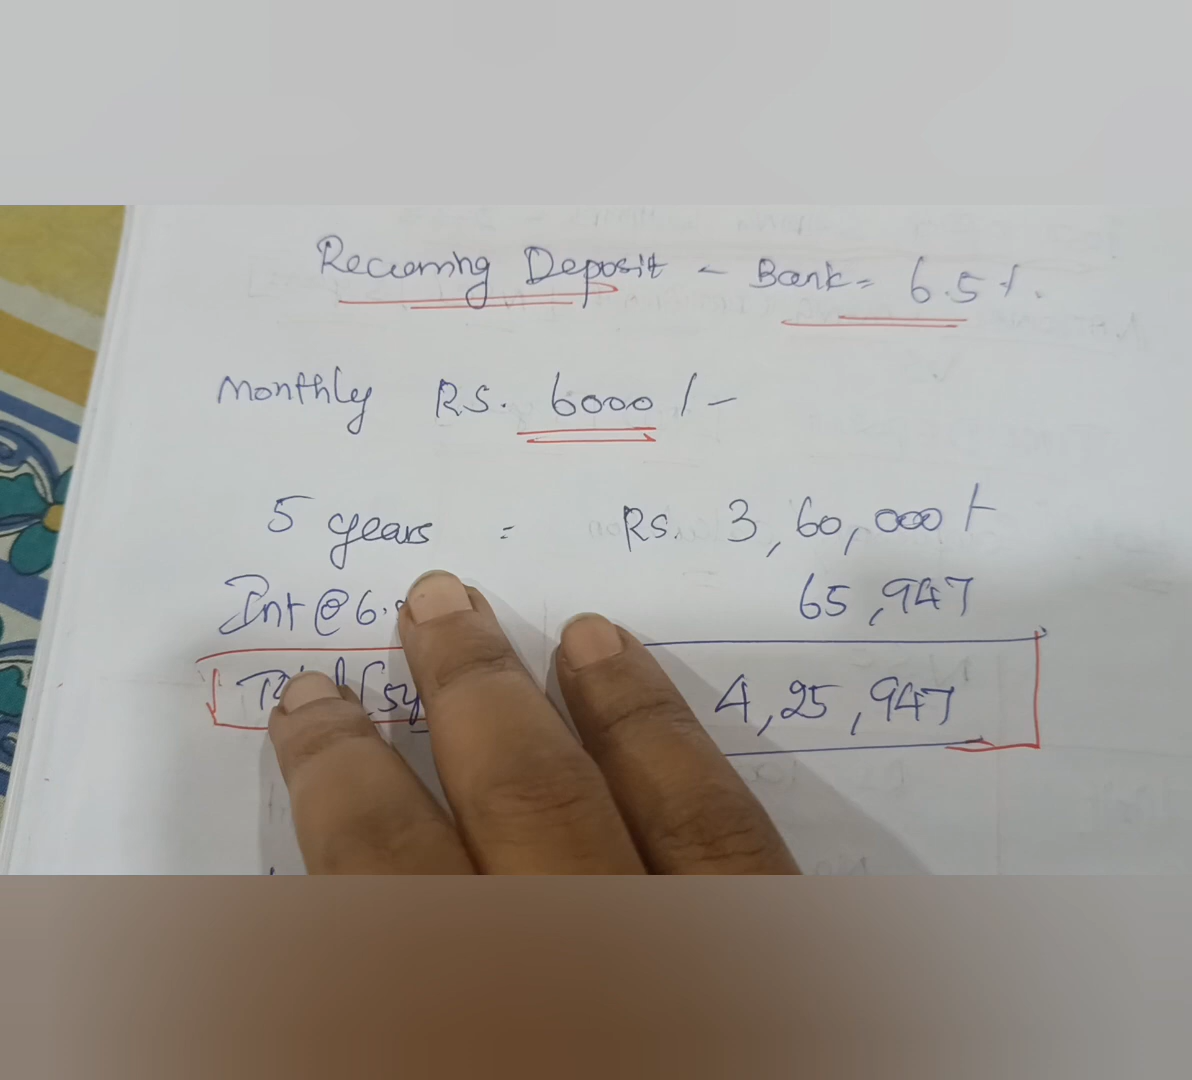 Recurring Deposit - Bank = 6.5%.
Monthly RS. 6000/-
5 years = RS. 3,60,000/-
Int @ 6. 65,947
4,25,947